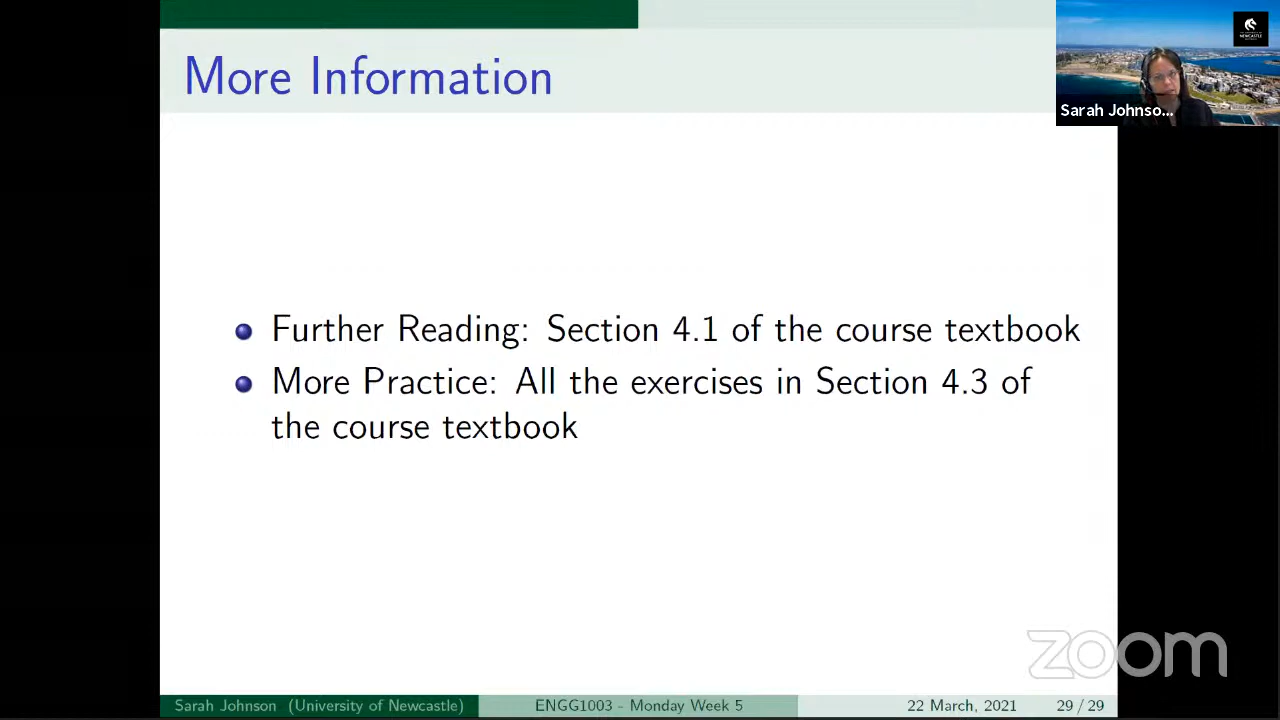 More Information
Sarah Johnso...
Further Reading: Section 4.1 of the course textbook
More Practice: All the exercises in Section 4.3 of
the course textbook
zoom
Sarah Johnson (University of Newcastle)
ENGG1003 - Monday Week 5
22 March, 2021
29 / 29